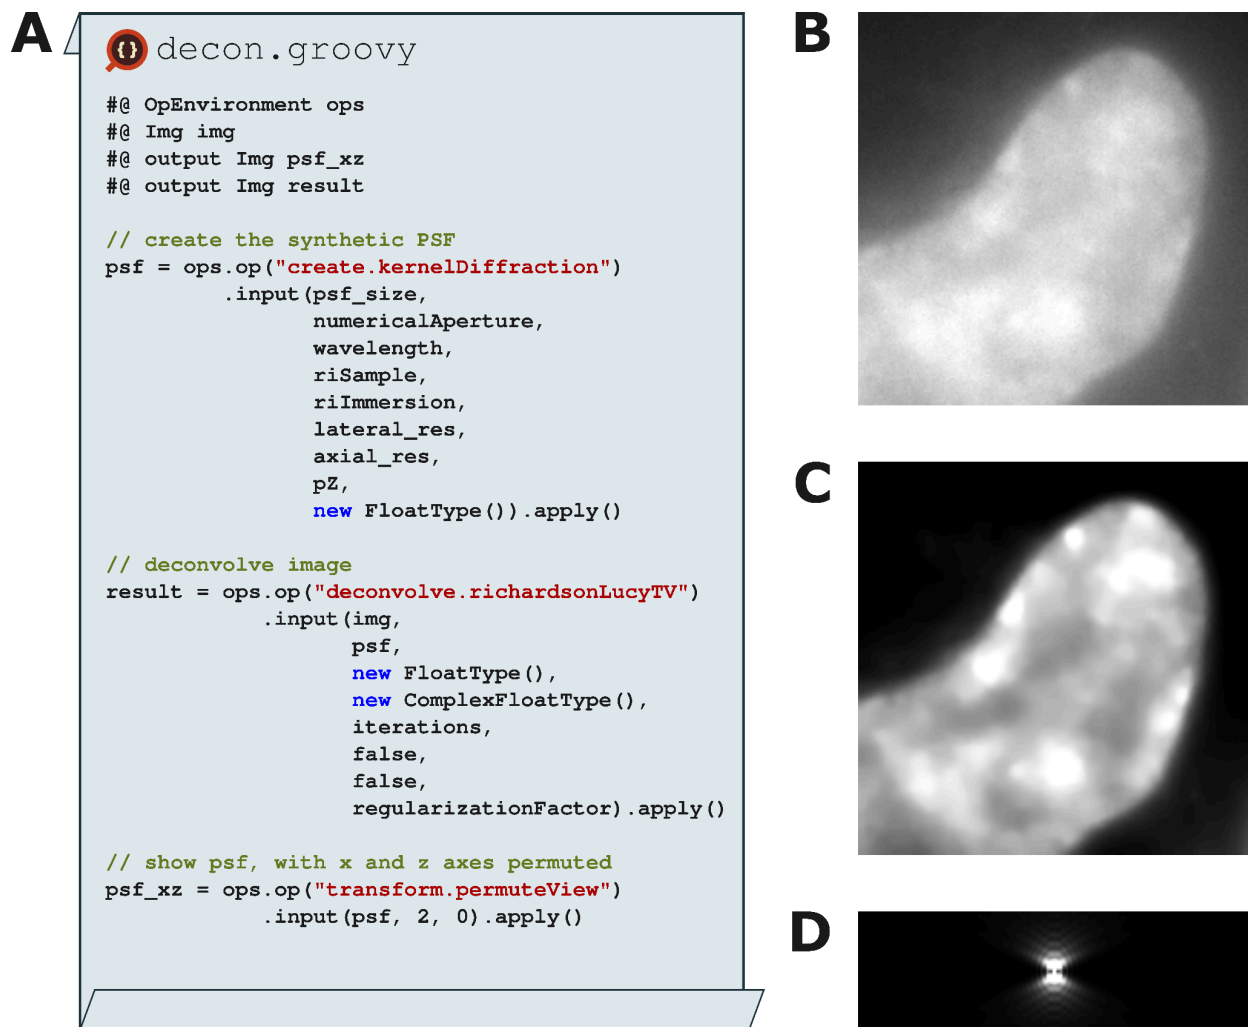 A
{} decon.groovy
#@ OpEnvironment ops
#@ Img img
#@ output Img psf_xz
#@ output Img result
// create the synthetic PSF
psf = ops.op("create.kernelDiffraction")
.input(psf_size,
numericalAperture,
wavelength,
riSample,
riImmersion,
lateral_res,
axial_res,
pZ,
new FloatType()).apply()
// deconvolve image
result = ops.op("deconvolve.richardsonLucyTV")
.input(img,
psf,
new FloatType(),
new ComplexFloatType(),
iterations,
false,
false,
regularizationFactor).apply()
// show psf, with x and z axes permuted
psf_xz = ops.op("transform.permuteView")
.input(psf, 2, 0).apply()
B
C
D